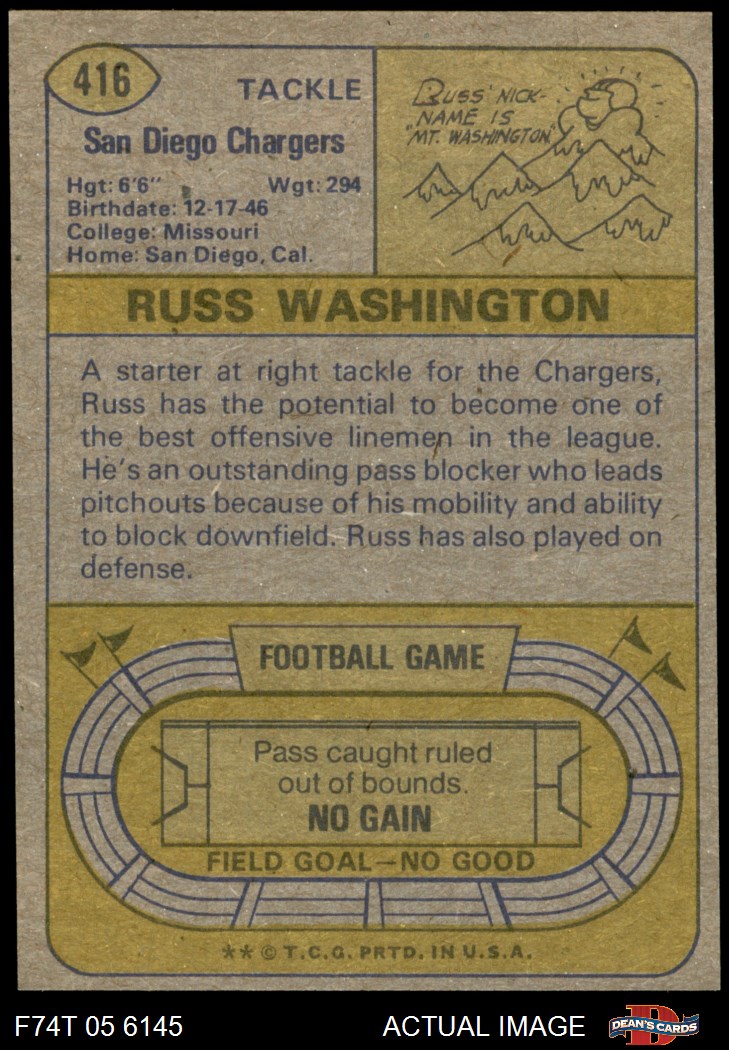 416
TACKLE
San Diego Chargers
Hgt: 6'6" Wgt: 294
Birthdate: 12-17-46
College: Missouri
Home: San Diego, Cal.
RUSS' NICK-
NAME IS
"MT. WASHINGTON"
RUSS WASHINGTON
A starter at right tackle for the Chargers,
Russ has the potential to become one of
the best offensive linemen in the league.
He's an outstanding pass blocker who leads
pitchouts because of his mobility and ability
to block downfield. Russ has also played on
defense.
FOOTBALL GAME
Pass caught ruled
out of bounds.
NO GAIN
FIELD GOAL—NO GOOD
** © T.C.G. PRTD. IN U.S.A.
F74T 05 6145
ACTUAL IMAGE
DEAN'S CARDS